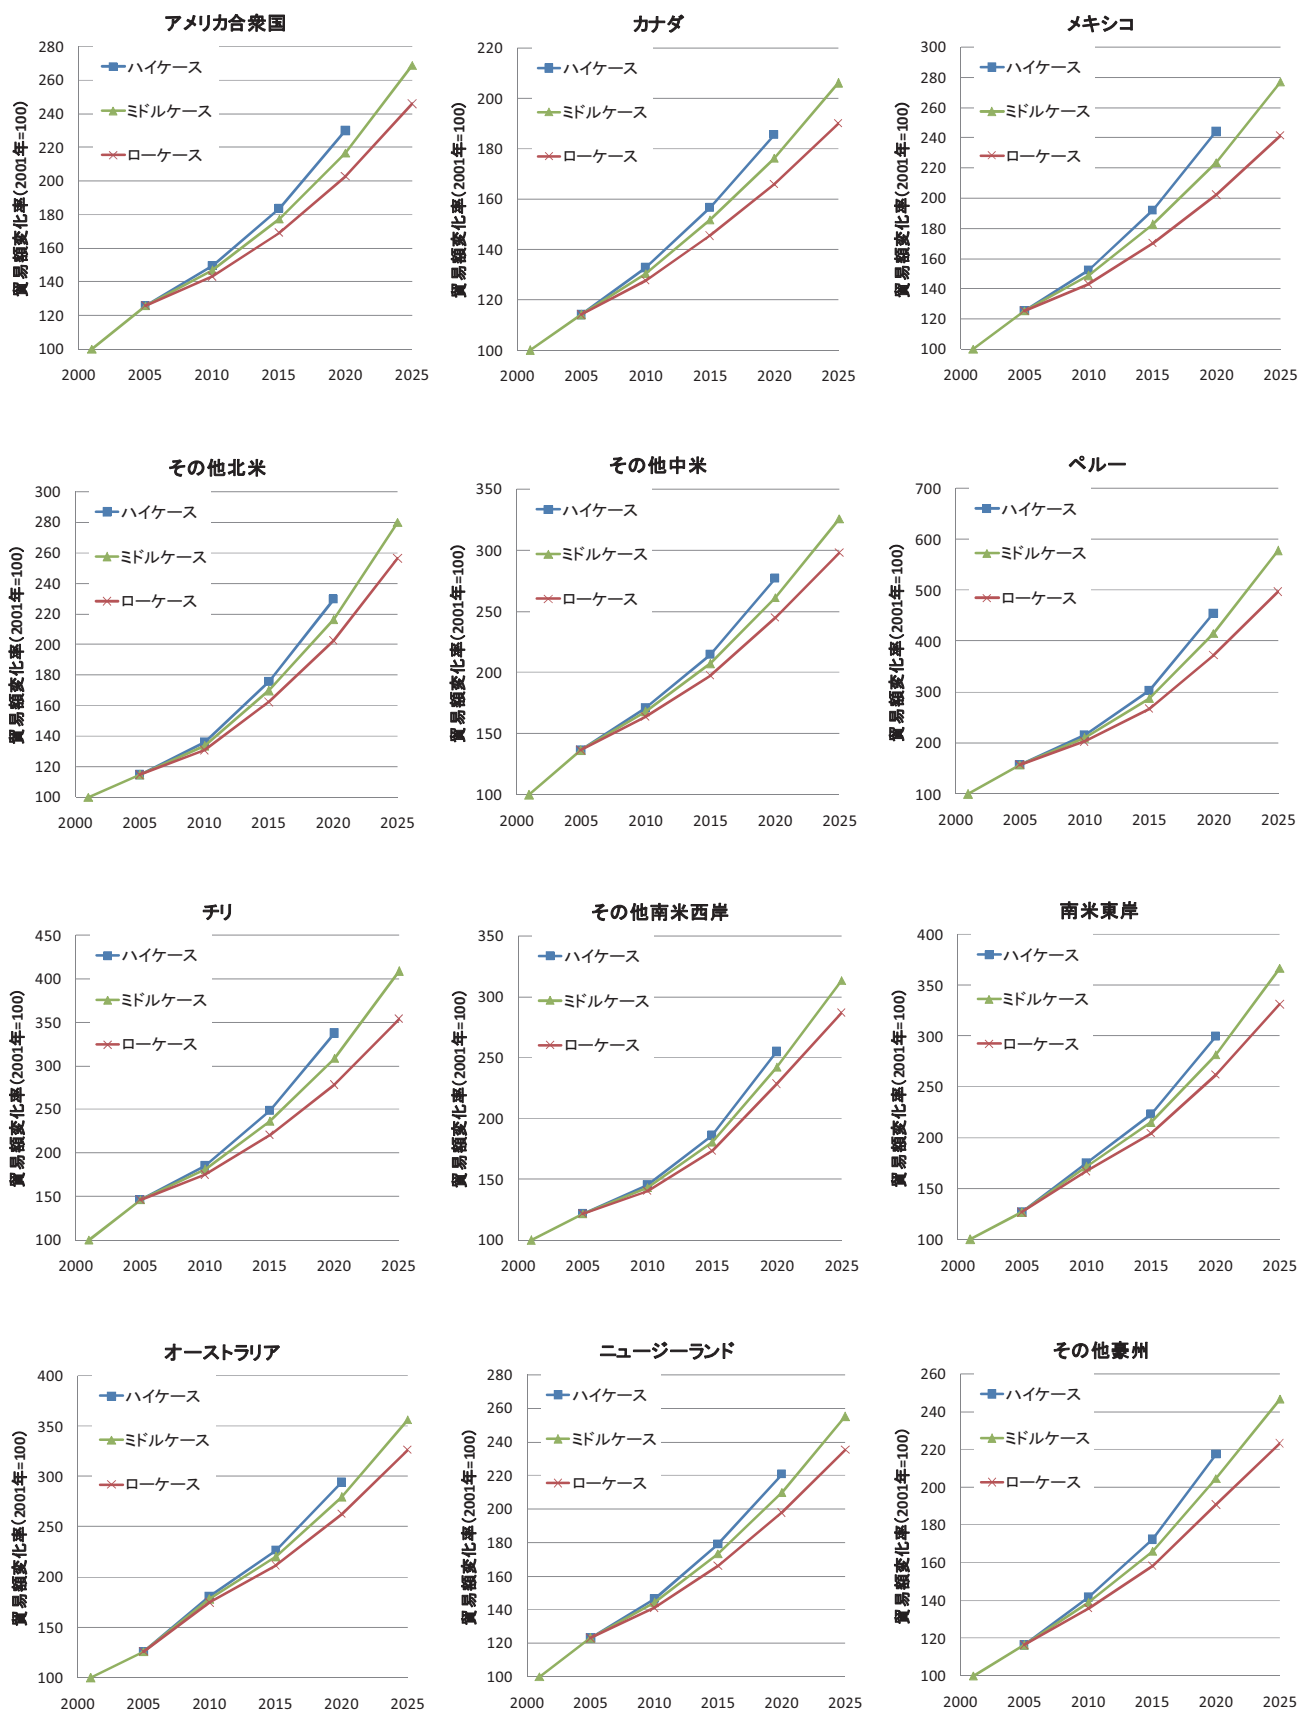 アメリカ合衆国
貿易額変化率(2001年=100)
280
260
240
220
200
180
160
140
120
100
ハイケース
ミドルケース
ローケース
2000 2005 2010 2015 2020 2025
カナダ
貿易額変化率(2001年=100)
220
200
180
160
140
120
100
ハイケース
ミドルケース
ローケース
2000 2005 2010 2015 2020 2025
メキシコ
貿易額変化率(2001年=100)
300
280
260
240
220
200
180
160
140
120
100
ハイケース
ミドルケース
ローケース
2000 2005 2010 2015 2020 2025
その他北米
貿易額変化率(2001年=100)
300
280
260
240
220
200
180
160
140
120
100
ハイケース
ミドルケース
ローケース
2000 2005 2010 2015 2020 2025
その他中米
貿易額変化率(2001年=100)
350
300
250
200
150
100
ハイケース
ミドルケース
ローケース
2000 2005 2010 2015 2020 2025
ペルー
貿易額変化率(2001年=100)
700
600
500
400
300
200
100
ハイケース
ミドルケース
ローケース
2000 2005 2010 2015 2020 2025
チリ
貿易額変化率(2001年=100)
450
400
350
300
250
200
150
100
ハイケース
ミドルケース
ローケース
2000 2005 2010 2015 2020 2025
その他南米西岸
貿易額変化率(2001年=100)
350
300
250
200
150
100
ハイケース
ミドルケース
ローケース
2000 2005 2010 2015 2020 2025
南米東岸
貿易額変化率(2001年=100)
400
350
300
250
200
150
100
ハイケース
ミドルケース
ローケース
2000 2005 2010 2015 2020 2025
オーストラリア
貿易額変化率(2001年=100)
400
350
300
250
200
150
100
ハイケース
ミドルケース
ローケース
2000 2005 2010 2015 2020 2025
ニュージーランド
貿易額変化率(2001年=100)
280
260
240
220
200
180
160
140
120
100
ハイケース
ミドルケース
ローケース
2000 2005 2010 2015 2020 2025
その他豪州
貿易額変化率(2001年=100)
260
240
220
200
180
160
140
120
100
ハイケース
ミドルケース
ローケース
2000 2005 2010 2015 2020 2025